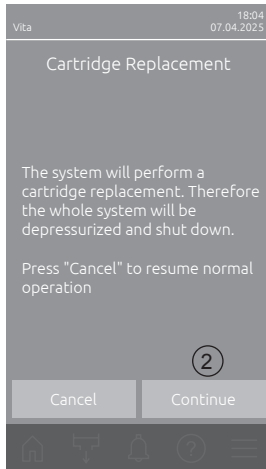 18:04
Vita 07.04.2025
Cartridge Replacement
The system will perform a
cartridge replacement. Therefore
the whole system will be
depressurized and shut down.
Press "Cancel" to resume normal
operation
2
Cancel Continue
?